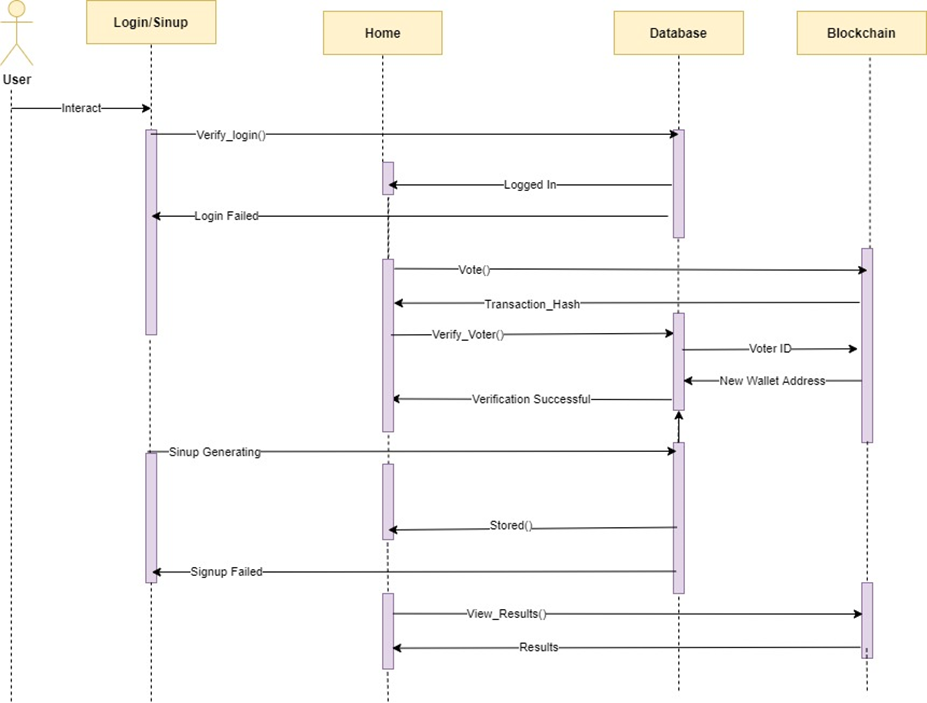 Login/Sinup
Home
Database
Blockchain
User
Interact
Verify_login()
Logged In
Login Failed
Vote()
Transaction_Hash
Verify_Voter()
Voter ID
New Wallet Address
Verification Successful
Sinup Generating
Stored()
Signup Failed
View_Results()
Results